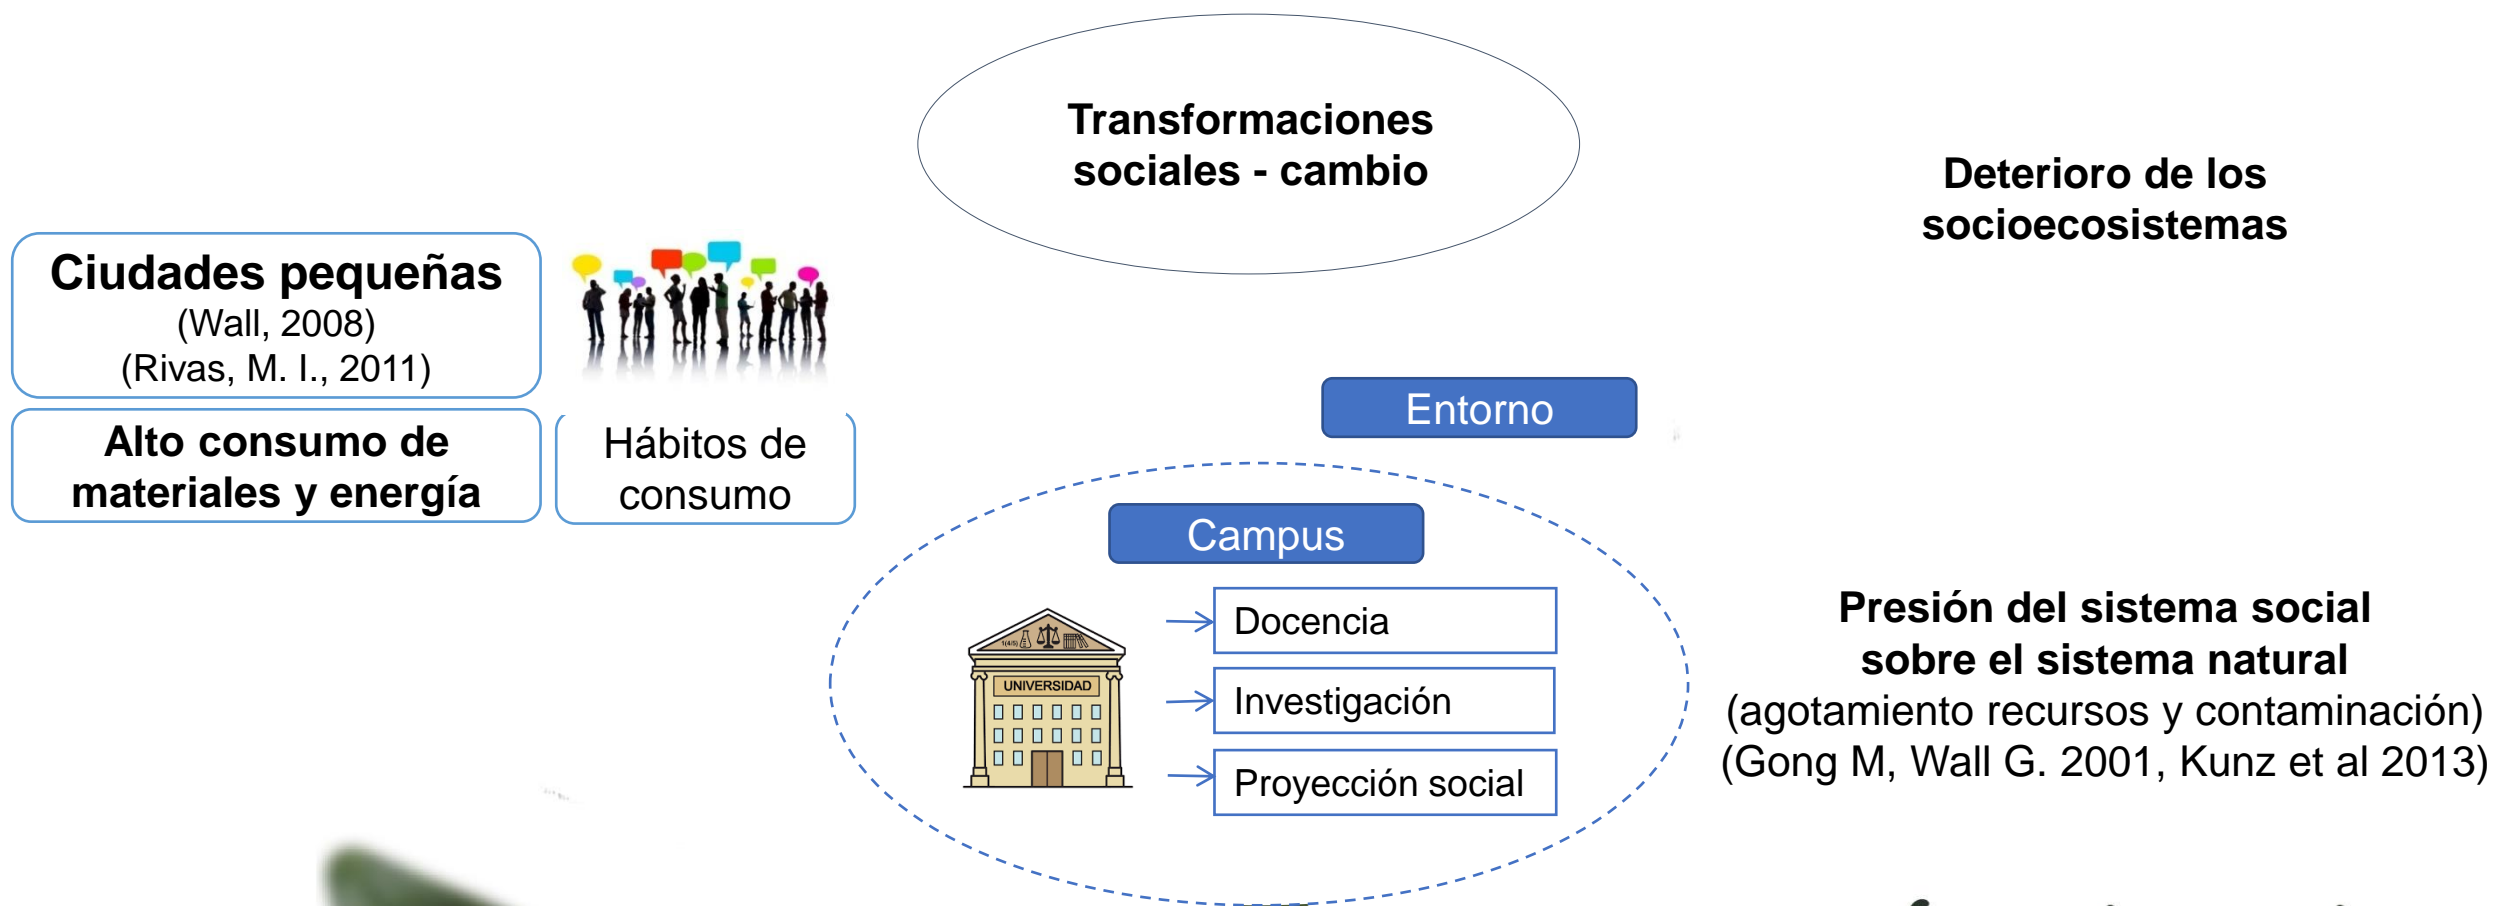 Transformaciones
sociales - cambio
Deterioro de los
socioecosistemas
Ciudades pequeñas
(Wall, 2008)
(Rivas, M. I., 2011)
Alto consumo de
materiales y energía
Hábitos de
consumo
Entorno
Campus
UNIVERSIDAD
Docencia
Investigación
Proyección social
Presión del sistema social
sobre el sistema natural
(agotamiento recursos y contaminación)
(Gong M, Wall G. 2001, Kunz et al 2013)